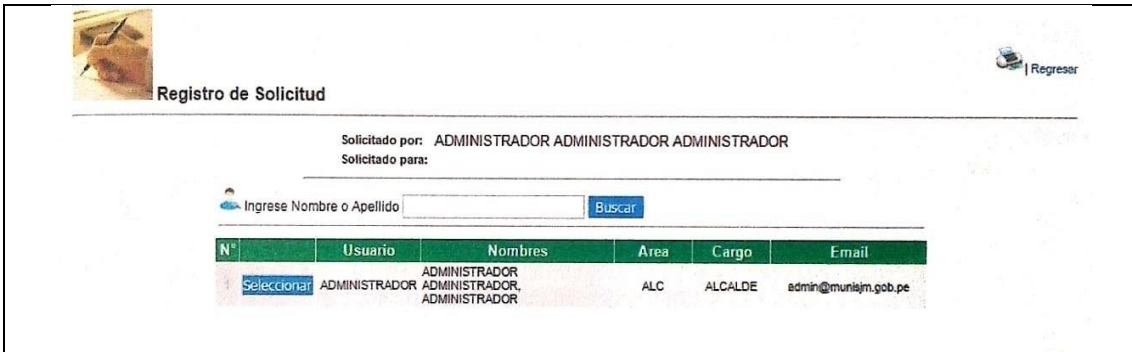 Regresar
Registro de Solicitud
Solicitado por: ADMINISTRADOR ADMINISTRADOR ADMINISTRADOR
Solicitado para:
Ingrese Nombre o Apellido Buscar
N° Usuario Nombres Area Cargo Email
1 Seleccionar ADMINISTRADOR ADMINISTRADOR ADMINISTRADOR, ADMINISTRADOR ALC ALCALDE admin@munisjm.gob.pe